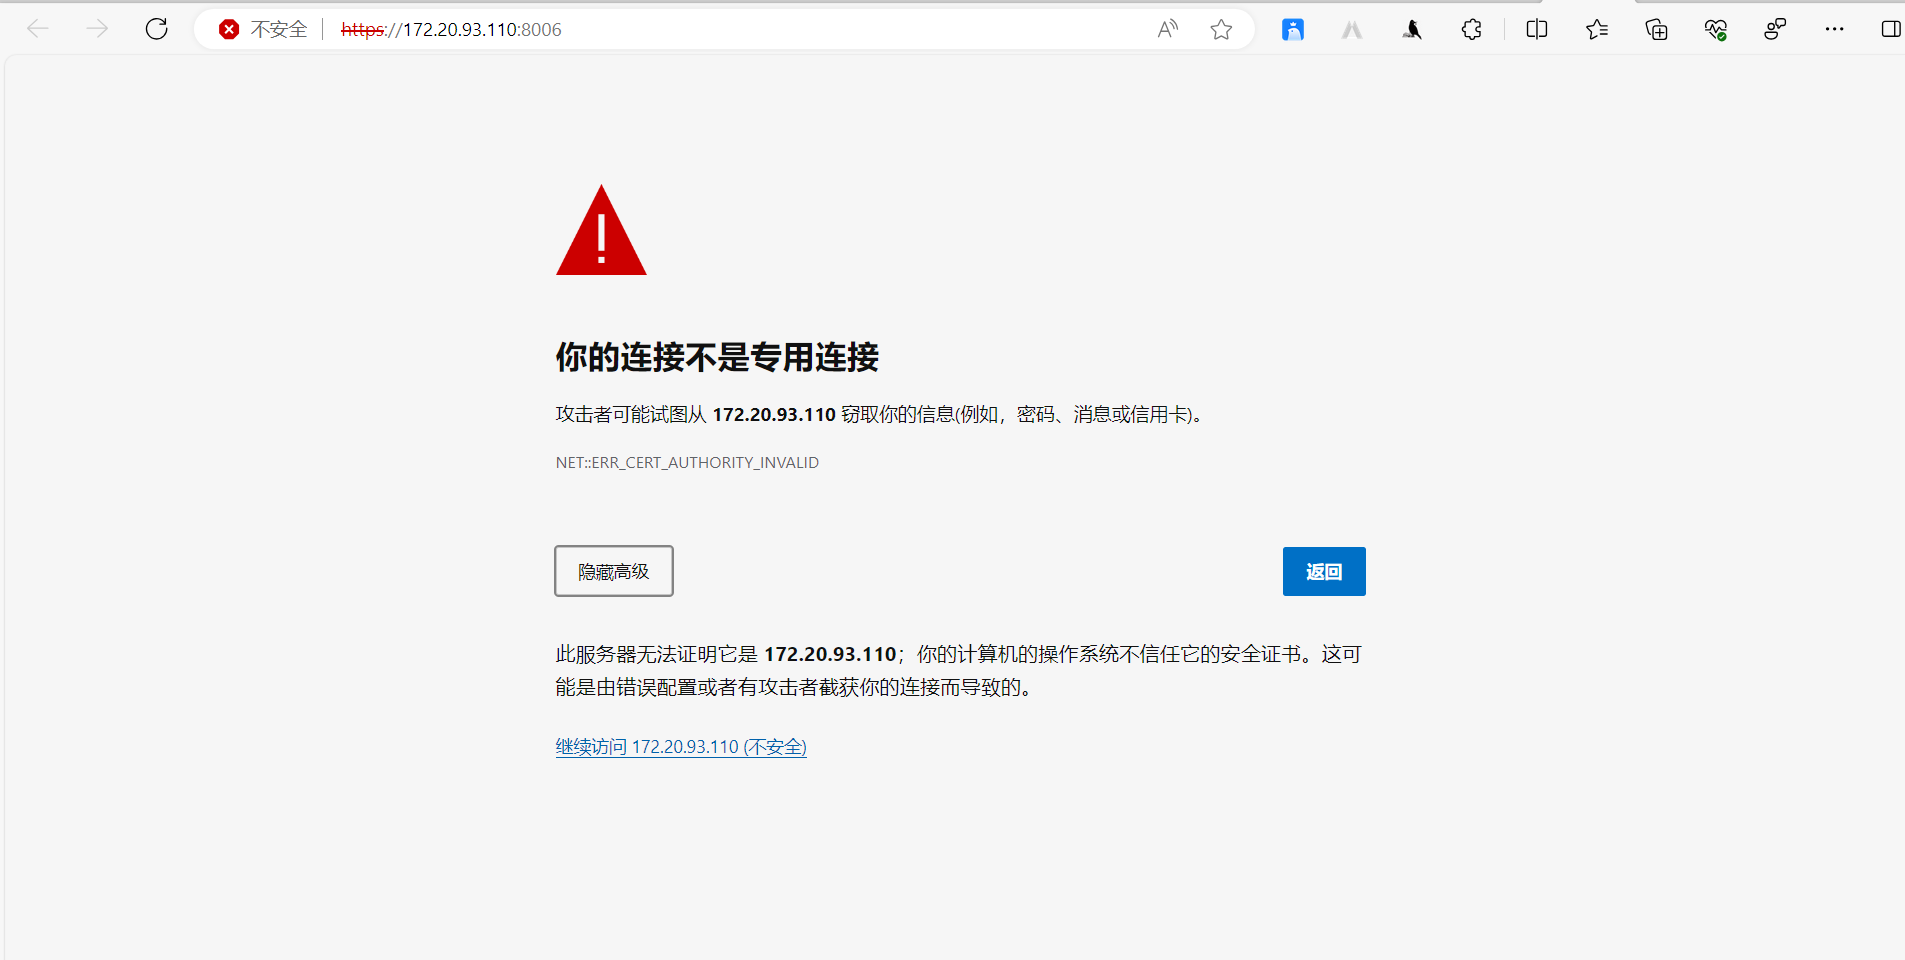 不安全 https://172.20.93.110:8006
你的连接不是专用连接
攻击者可能试图从 172.20.93.110 窃取你的信息(例如，密码、消息或信用卡)。
NET::ERR_CERT_AUTHORITY_INVALID
隐藏高级 返回
此服务器无法证明它是 172.20.93.110；你的计算机的操作系统不信任它的安全证书。这可
能是由错误配置或者有攻击者截获你的连接而导致的。
继续访问 172.20.93.110 (不安全)